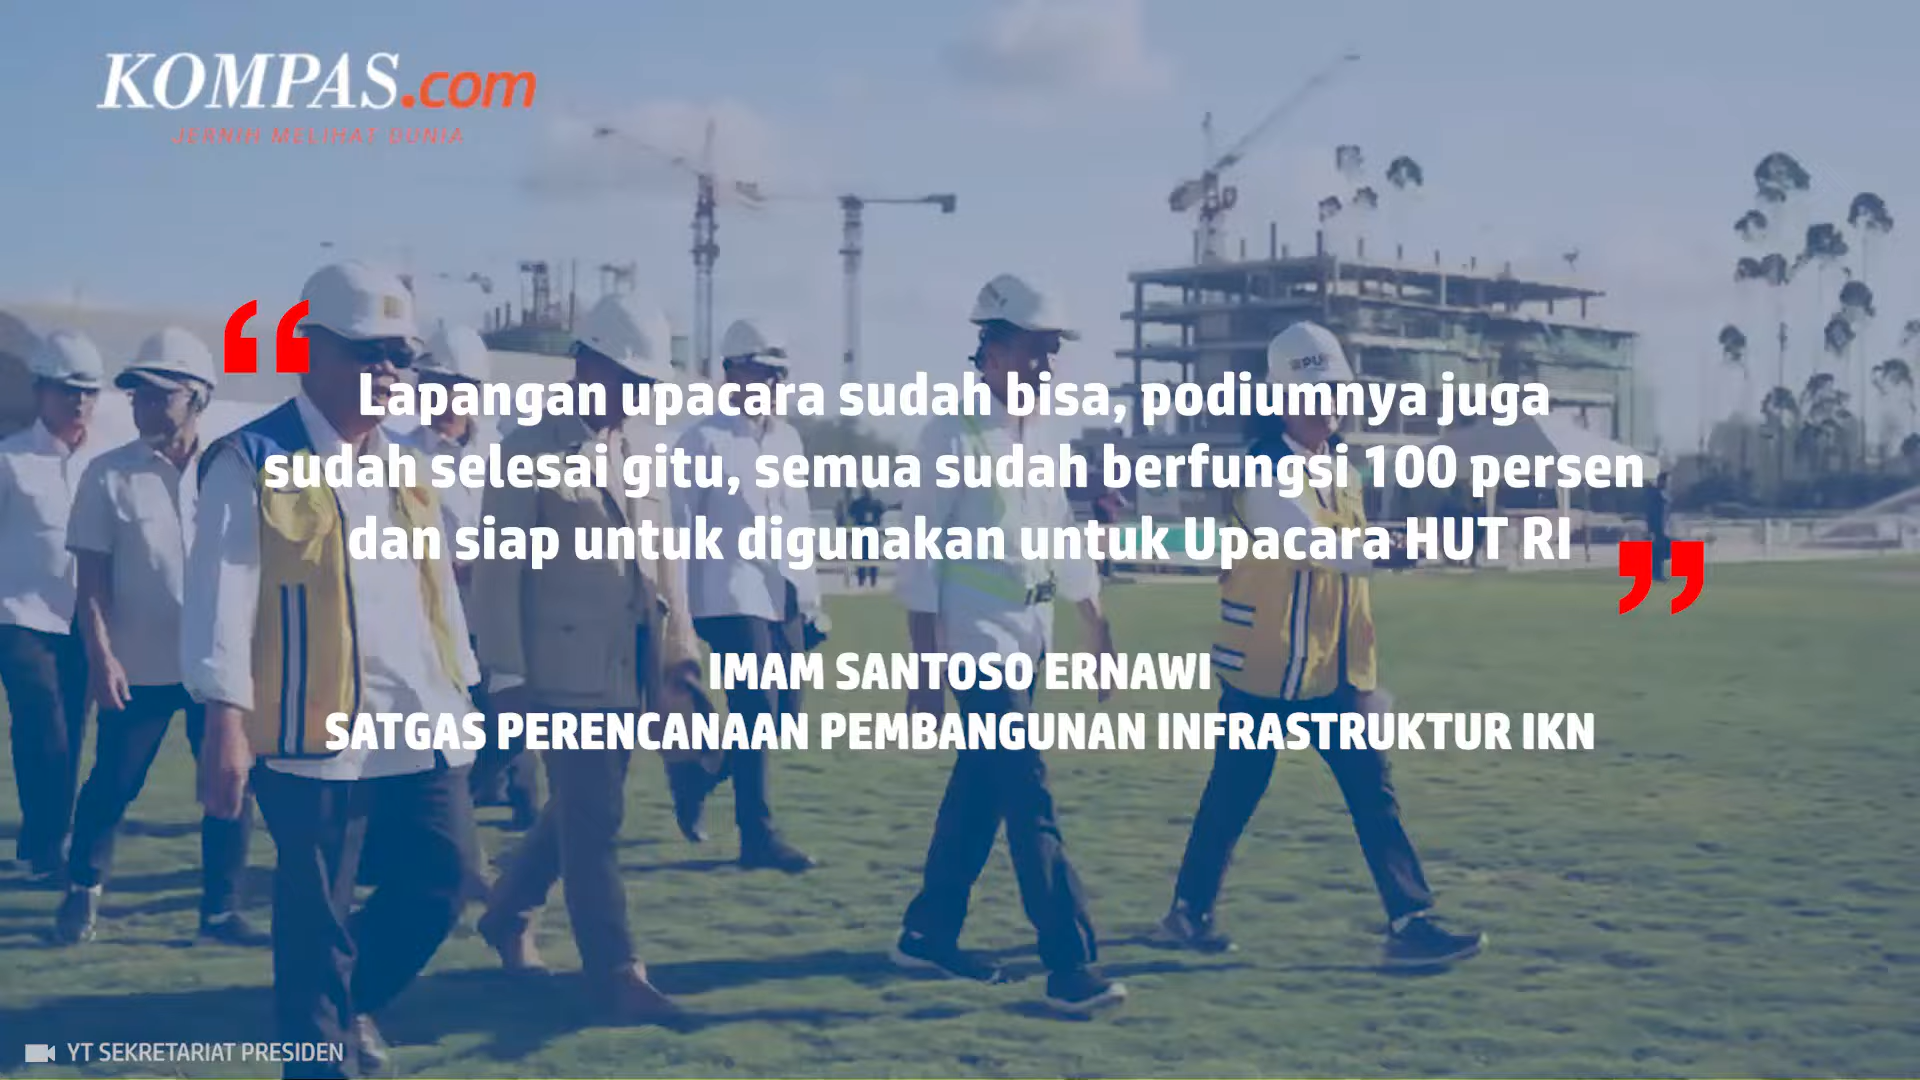 KOMPAS.com
JERNIH MELIHAT DUNIA
PU
“Lapangan upacara sudah bisa, podiumnya juga
sudah selesai gitu, semua sudah berfungsi 100 persen
dan siap untuk digunakan untuk Upacara HUT RI”
IMAM SANTOSO ERNAWI
SATGAS PERENCANAAN PEMBANGUNAN INFRASTRUKTUR IKN
YT SEKRETARIAT PRESIDEN